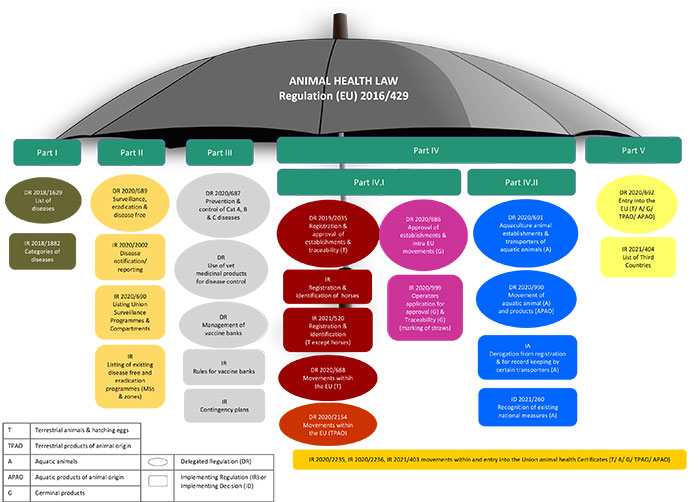 ANIMAL HEALTH LAW
Regulation (EU) 2016/429
Part I
Part II
Part III
Part IV
Part V
Part IV.I
Part IV.II
DR 2018/1629
List of
diseases
IR 2018/1882
Categories of
diseases
DR 2020/689
Surveillance,
eradication &
disease free
IR 2020/2002
Disease
notification/
reporting
IR 2020/690
Listing Union
Surveillance
Programmes &
Compartments
IR
Listing of existing
disease free and
eradication
programmes (MSs
& zones)
DR 2020/687
Prevention &
control of Cat A, B
& C diseases
DR
Use of vet
medicinal products
for disease control
DR
Management of
vaccine banks
IR
Rules for vaccine banks
IR
Contingency plans
DR 2019/2035
Registration &
approval of
establishments &
traceability (T)
IR
Registration &
identification of horses
IR 2021/520
Registration &
identification
(T except horses)
DR 2020/688
Movements within
the EU (T)
DR 2020/2154
Movements within
the EU (TPAO)
DR 2020/686
Approval of
establishments &
intra EU
movements (G)
IR 2020/999
Operators
application for
approval (G) &
Traceability (G)
(marking of straws)
DR 2020/691
Aquaculture animal
establishments &
transporters of
aquatic animals (A)
DR 2020/990
Movement of
aquatic animal (A)
and products (APAO)
IA
Derogation from registration
& for record keeping by
certain transporters (A)
ID 2021/260
Recognition of existing
national measures (A)
DR 2020/692
Entry into the
EU (T/ A/ G/
TPAO/ APAO)
IR 2021/404
List of Third
Countries
IR 2020/2235, IR 2020/2236, IR 2021/403 movements within and entry into the Union animal health Certificates (T/ A/ G/ TPAO/ APAO)
T Terrestrial animals & hatching eggs
TPAO Terrestrial products of animal origin
A Aquatic animals
APAO Aquatic products of animal origin
G Germinal products
Delegated Regulation (DR)
Implementing Regulation (IR) or
Implementing Decision (ID)